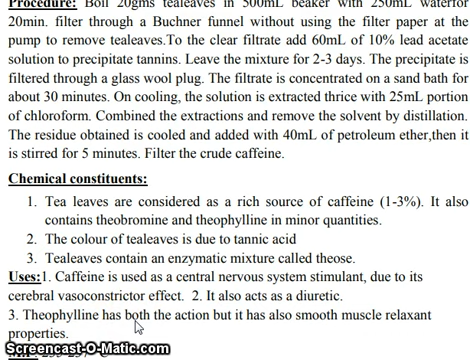 Procedure: Boil 20gms tealeaves in 500mL beaker with 250mL waterfor
20min. filter through a Buchner funnel without using the filter paper at the
pump to remove tealeaves.To the clear filtrate add 60mL of 10% lead acetate
solution to precipitate tannins. Leave the mixture for 2-3 days. The precipitate is
filtered through a glass wool plug. The filtrate is concentrated on a sand bath for
about 30 minutes. On cooling, the solution is extracted thrice with 25mL portion
of chloroform. Combined the extractions and remove the solvent by distillation.
The residue obtained is cooled and added with 40mL of petroleum ether,then it
is stirred for 5 minutes. Filter the crude caffeine.
Chemical constituents:
1. Tea leaves are considered as a rich source of caffeine (1-3%). It also
contains theobromine and theophylline in minor quantities.
2. The colour of tealeaves is due to tannic acid
3. Tealeaves contain an enzymatic mixture called theose.
Uses:1. Caffeine is used as a central nervous system stimulant, due to its
cerebral vasoconstrictor effect. 2. It also acts as a diuretic.
3. Theophylline has both the action but it has also smooth muscle relaxant
properties.
Screencast-O-Matic.com